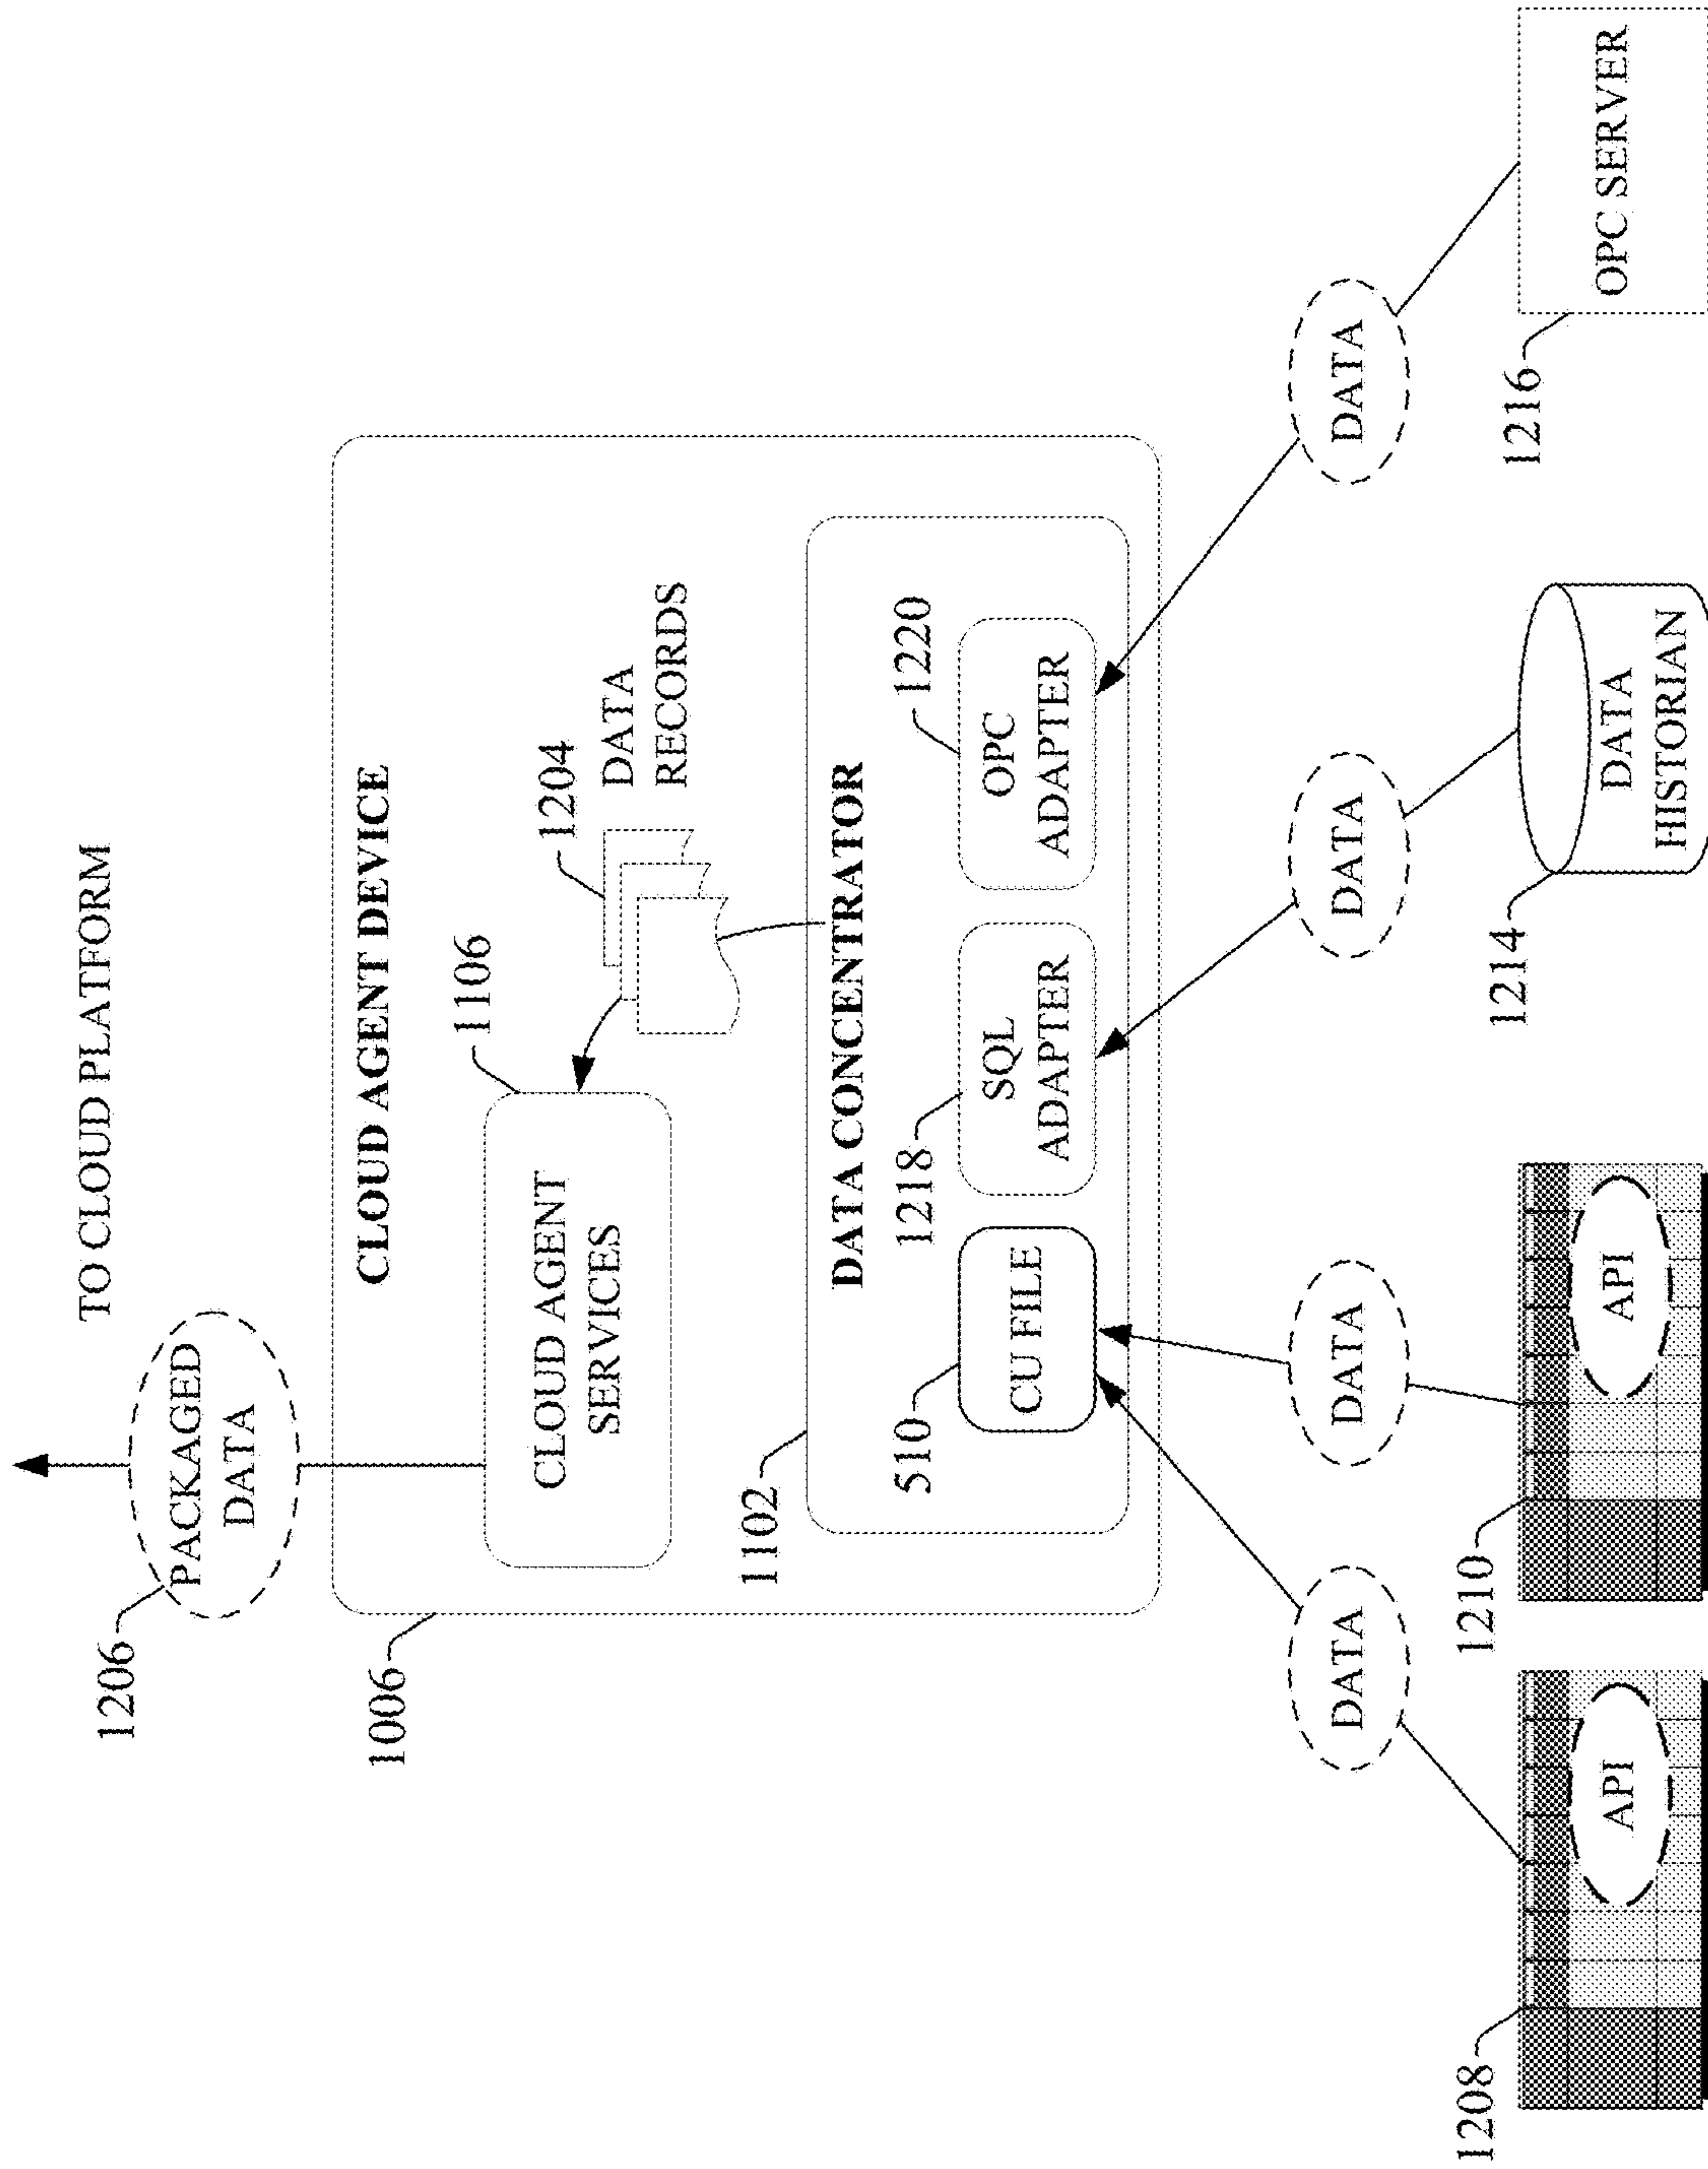 TO CLOUD PLATFORM
1206
PACKAGED
DATA
1006
CLOUD AGENT DEVICE
1106
CLOUD AGENT
SERVICES
1204
DATA
RECORDS
1102
DATA CONCENTRATOR
510
CU FILE
1218
SQL
ADAPTER
1220
OPC
ADAPTER
DATA
DATA
DATA
DATA
1208
API
1210
API
1214
DATA
HISTORIAN
1216
OPC SERVER